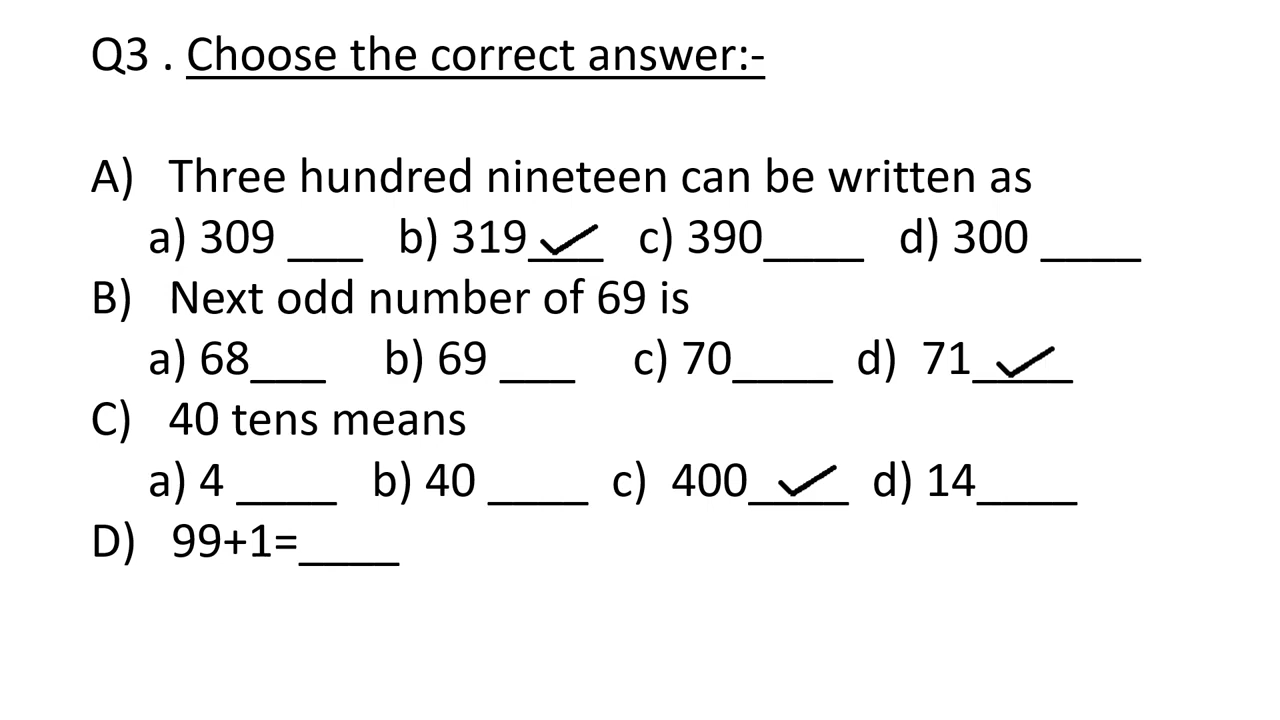 Q3 . Choose the correct answer:-
A) Three hundred nineteen can be written as
a) 309 ___ b) 319___ ✓ c) 390____ d) 300 ____
B) Next odd number of 69 is
a) 68___ b) 69 ___ c) 70____ d) 71____ ✓
C) 40 tens means
a) 4 ____ b) 40 ____ c) 400____ ✓ d) 14____
D) 99+1=____